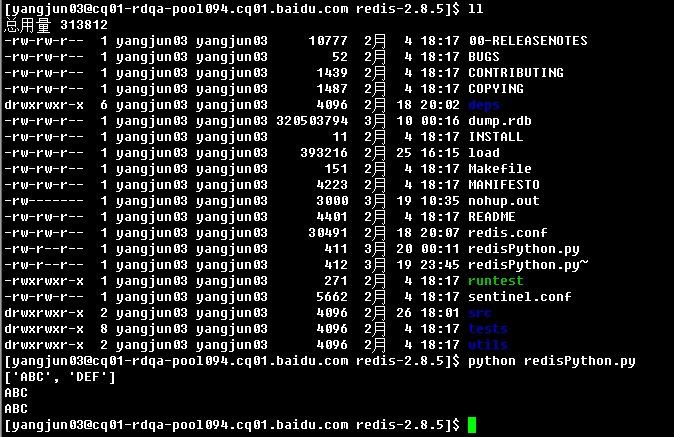 [yangjun03@cq01-rdqa-pool094.cq01.baidu.com redis-2.8.5]$ ll
总用量 313812
-rw-rw-r-- 1 yangjun03 yangjun03 10777 2月 4 18:17 00-RELEASENOTES
-rw-rw-r-- 1 yangjun03 yangjun03 52 2月 4 18:17 BUGS
-rw-rw-r-- 1 yangjun03 yangjun03 1439 2月 4 18:17 CONTRIBUTING
-rw-rw-r-- 1 yangjun03 yangjun03 1487 2月 4 18:17 COPYING
drwxrwxr-x 6 yangjun03 yangjun03 4096 2月 18 20:02 deps
-rw-rw-r-- 1 yangjun03 yangjun03 320503794 3月 10 00:16 dump.rdb
-rw-rw-r-- 1 yangjun03 yangjun03 11 2月 4 18:17 INSTALL
-rw-rw-r-- 1 yangjun03 yangjun03 393216 2月 25 16:15 load
-rw-rw-r-- 1 yangjun03 yangjun03 151 2月 4 18:17 Makefile
-rw-rw-r-- 1 yangjun03 yangjun03 4223 2月 4 18:17 MANIFESTO
-rw------- 1 yangjun03 yangjun03 3000 3月 19 10:35 nohup.out
-rw-rw-r-- 1 yangjun03 yangjun03 4401 2月 4 18:17 README
-rw-rw-r-- 1 yangjun03 yangjun03 30491 2月 18 20:07 redis.conf
-rw-r--r-- 1 yangjun03 yangjun03 411 3月 20 00:11 redisPython.py
-rw-r--r-- 1 yangjun03 yangjun03 412 3月 19 23:45 redisPython.py~
-rwxrwxr-x 1 yangjun03 yangjun03 271 2月 4 18:17 runtest
-rw-rw-r-- 1 yangjun03 yangjun03 5662 2月 4 18:17 sentinel.conf
drwxrwxr-x 2 yangjun03 yangjun03 4096 2月 26 18:01 src
drwxrwxr-x 8 yangjun03 yangjun03 4096 2月 4 18:17 tests
drwxrwxr-x 2 yangjun03 yangjun03 4096 2月 4 18:17 utils
[yangjun03@cq01-rdqa-pool094.cq01.baidu.com redis-2.8.5]$ python redisPython.py
['ABC', 'DEF']
ABC
ABC
[yangjun03@cq01-rdqa-pool094.cq01.baidu.com redis-2.8.5]$